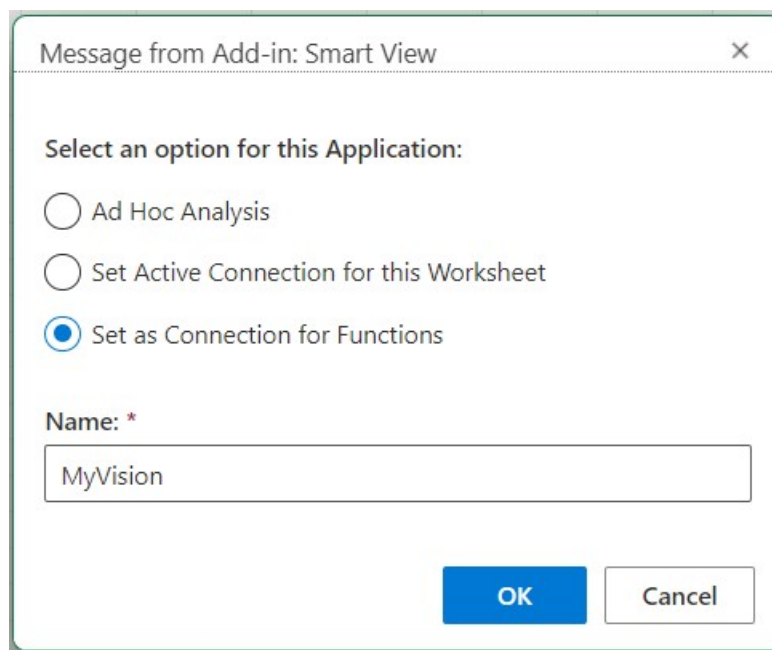 Message from Add-in: Smart View
Select an option for this Application:
Ad Hoc Analysis
Set Active Connection for this Worksheet
Set as Connection for Functions
Name: *
MyVision
OK Cancel